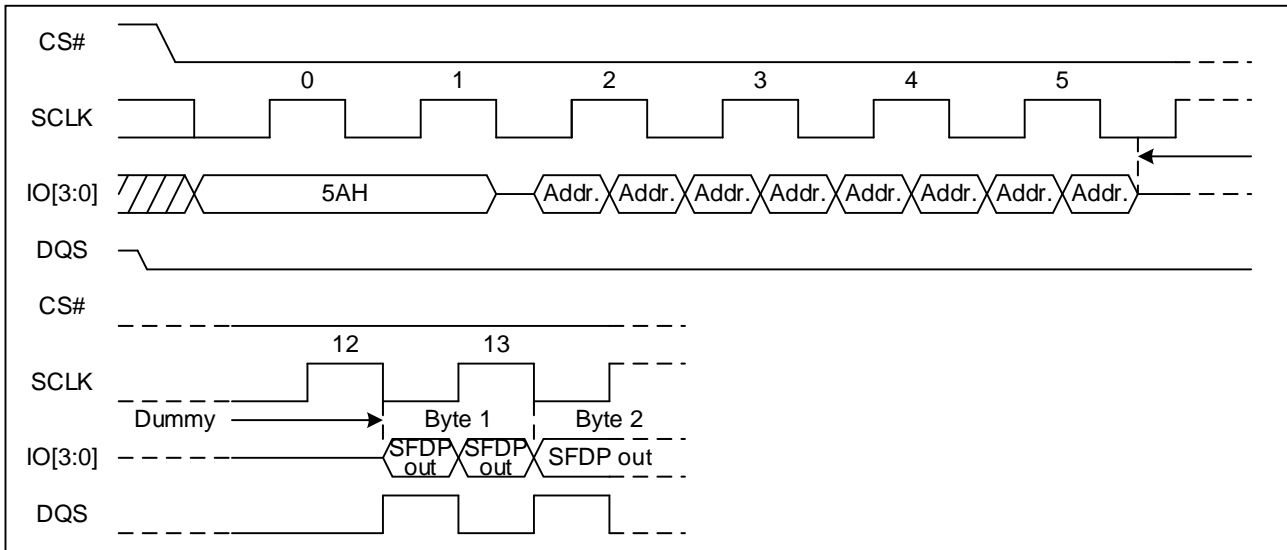 CS#
0 1 2 3 4 5
SCLK
IO[3:0] 5AH Addr. Addr. Addr. Addr. Addr. Addr. Addr. Addr.
DQS
CS#
12 13
SCLK
Dummy Byte 1 Byte 2
IO[3:0] SFDP out SFDP out SFDP out
DQS